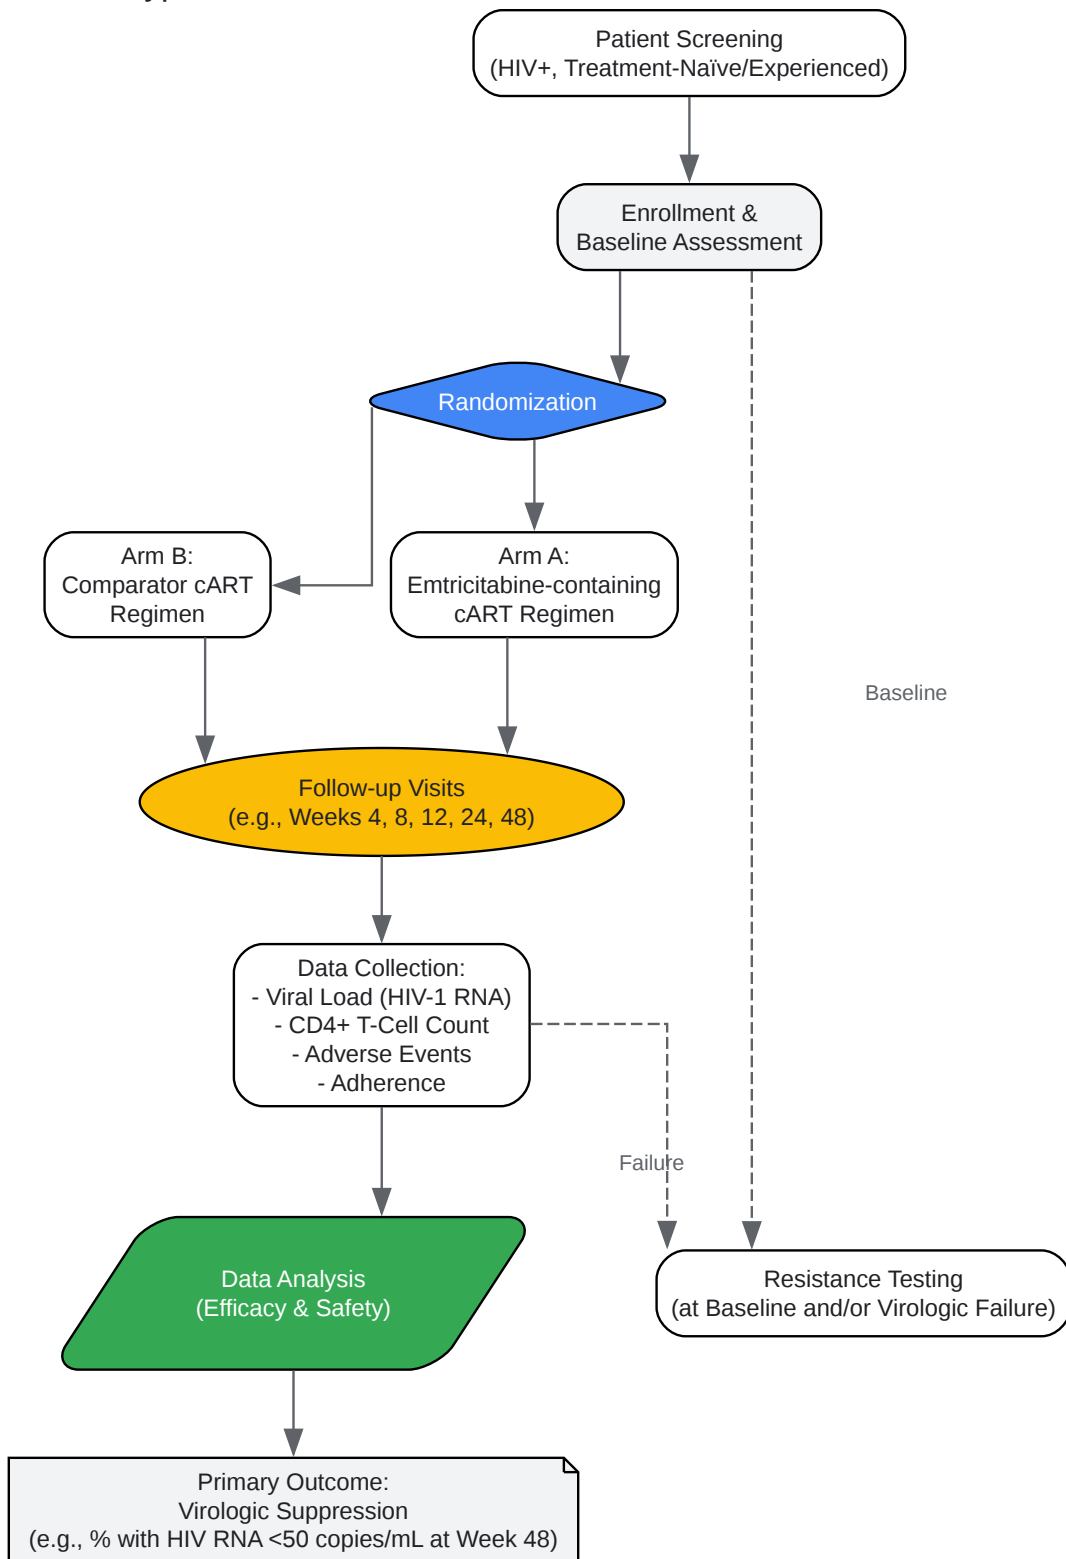 Patient Screening
(HIV+, Treatment-Naïve/Experienced)
Enrollment &
Baseline Assessment
Randomization
Arm B:
Comparator cART
Regimen
Arm A:
Emtricitabine-containing
cART Regimen
Baseline
Follow-up Visits
(e.g., Weeks 4, 8, 12, 24, 48)
Data Collection:
- Viral Load (HIV-1 RNA)
- CD4+ T-Cell Count
- Adverse Events
- Adherence
Failure
Data Analysis
(Efficacy & Safety)
Resistance Testing
(at Baseline and/or Virologic Failure)
Primary Outcome:
Virologic Suppression
(e.g., % with HIV RNA <50 copies/mL at Week 48)